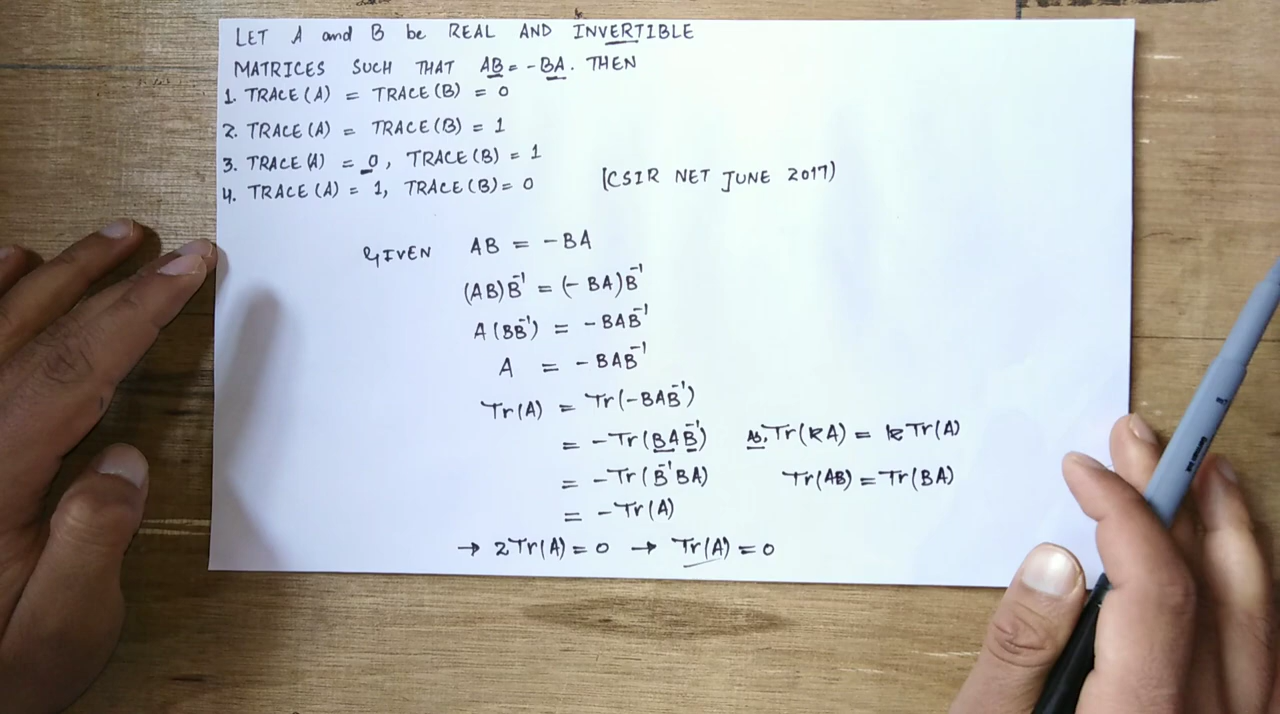 LET A and B be REAL AND INVERTIBLE
MATRICES SUCH THAT AB = -BA. THEN
1. TRACE(A) = TRACE(B) = 0
2. TRACE(A) = TRACE(B) = 1
3. TRACE(A) = 0, TRACE(B) = 1
4. TRACE(A) = 1, TRACE(B) = 0 (CSIR NET JUNE 2017)
GIVEN AB = -BA
(AB)B⁻¹ = (-BA)B⁻¹
A(BB⁻¹) = -BAB⁻¹
A = -BAB⁻¹
Tr(A) = Tr(-BAB⁻¹)
= -Tr(BAB⁻¹) AS, Tr(kA) = k Tr(A)
= -Tr(B⁻¹BA) Tr(AB) = Tr(BA)
= -Tr(A)
→ 2Tr(A) = 0 → Tr(A) = 0